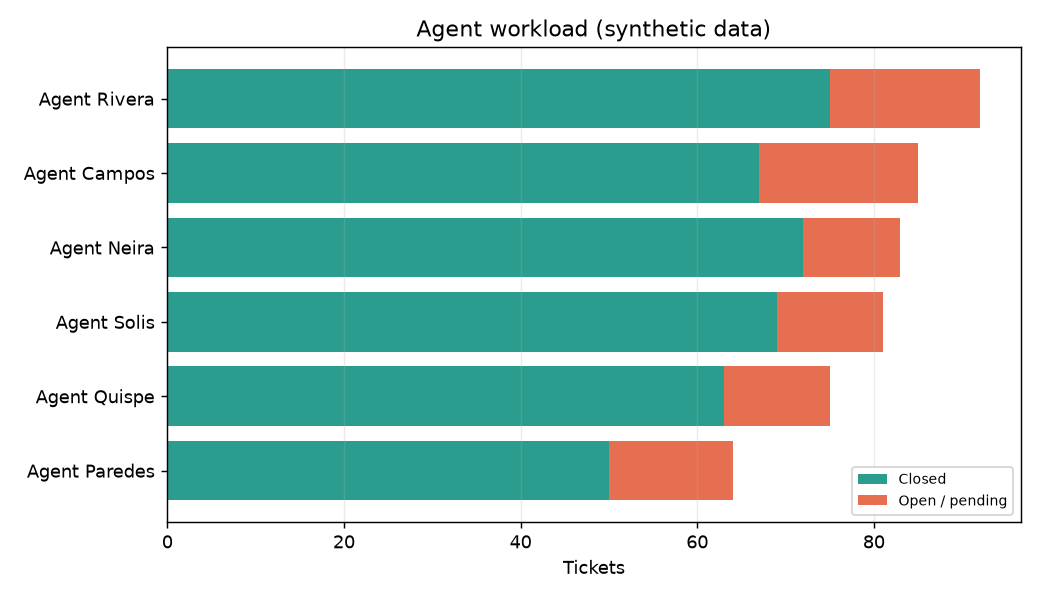 Agent workload (synthetic data)
Agent Rivera
Agent Campos
Agent Neira
Agent Solis
Agent Quispe
Agent Paredes
Closed
Open / pending
0 20 40 60 80
Tickets